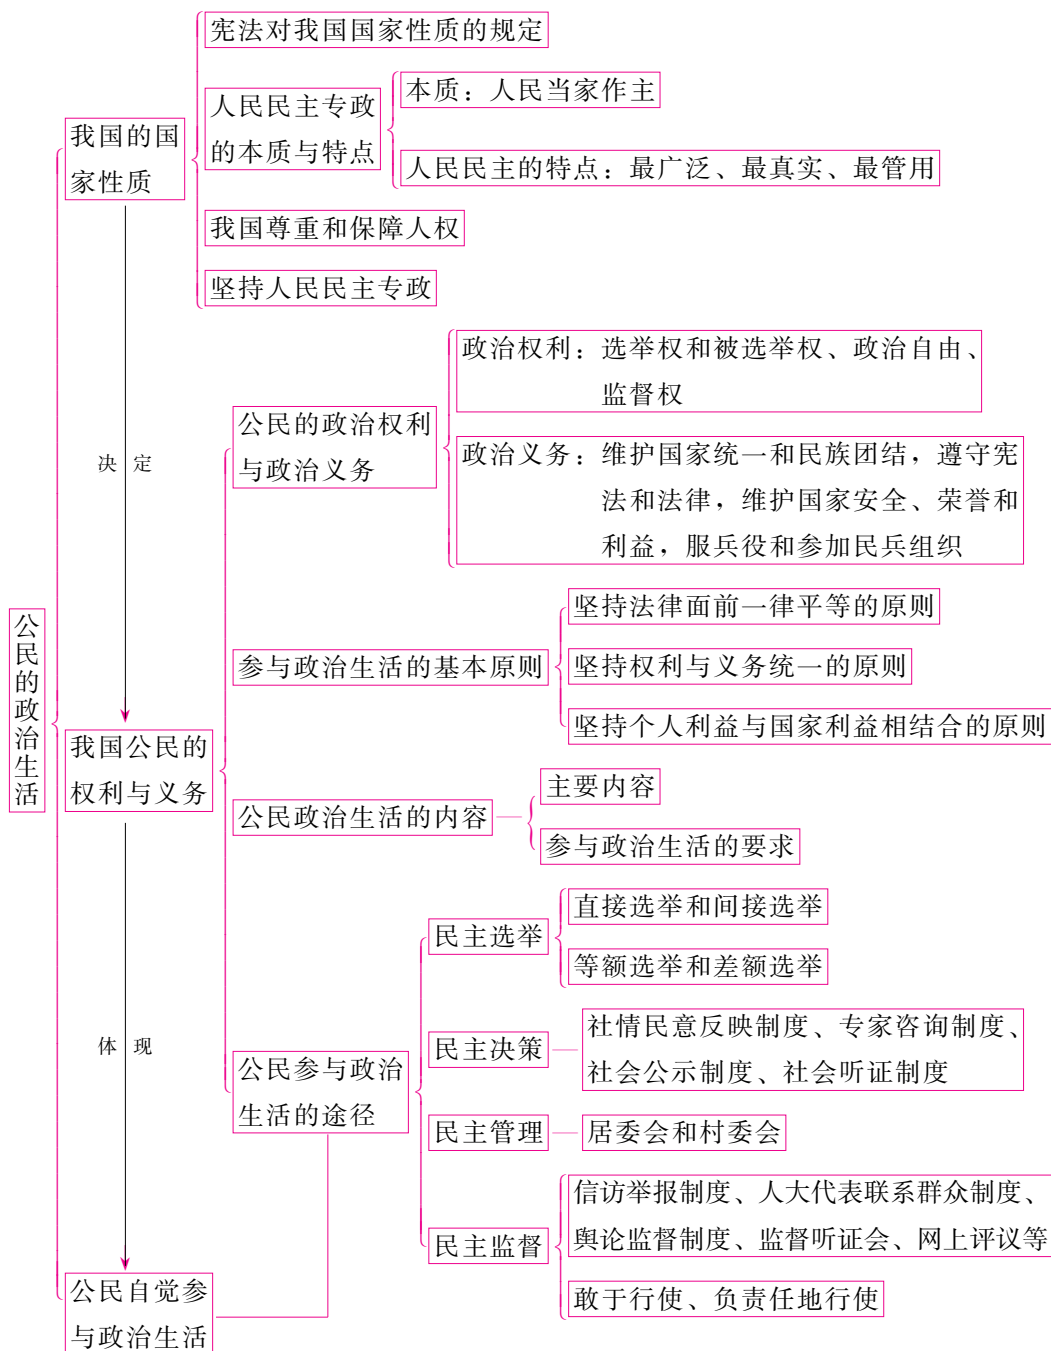 宪法对我国国家性质的规定
人民民主专政
的本质与特点
本质：人民当家作主
人民民主的特点：最广泛、最真实、最管用
我国的国
家性质
我国尊重和保障人权
坚持人民民主专政
决 定
公民的政治权利
与政治义务
政治权利：选举权和被选举权、政治自由、
监督权
政治义务：维护国家统一和民族团结，遵守宪
法和法律，维护国家安全、荣誉和
利益，服兵役和参加民兵组织
公民的政治生活
参与政治生活的基本原则
坚持法律面前一律平等的原则
坚持权利与义务统一的原则
坚持个人利益与国家利益相结合的原则
我国公民的
权利与义务
公民政治生活的内容
主要内容
参与政治生活的要求
体 现
公民参与政治
生活的途径
民主选举
直接选举和间接选举
等额选举和差额选举
民主决策
社情民意反映制度、专家咨询制度、
社会公示制度、社会听证制度
民主管理
居委会和村委会
民主监督
信访举报制度、人大代表联系群众制度、
舆论监督制度、监督听证会、网上评议等
敢于行使、负责任地行使
公民自觉参
与政治生活